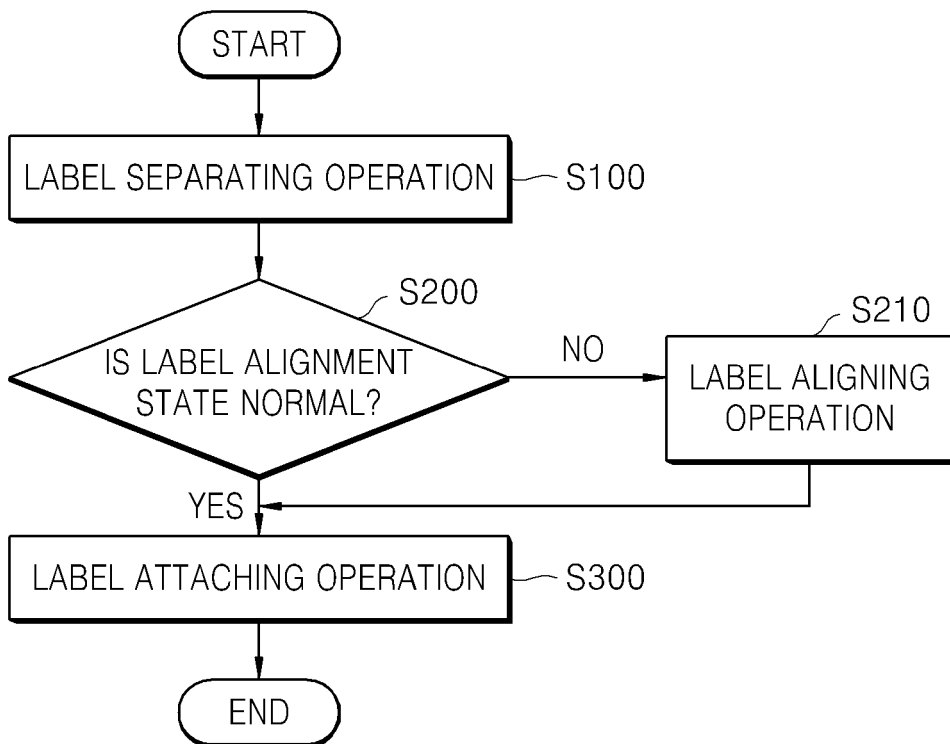 START
LABEL SEPARATING OPERATION
S100
S200
IS LABEL ALIGNMENT
STATE NORMAL?
NO
S210
LABEL ALIGNING
OPERATION
YES
LABEL ATTACHING OPERATION
S300
END